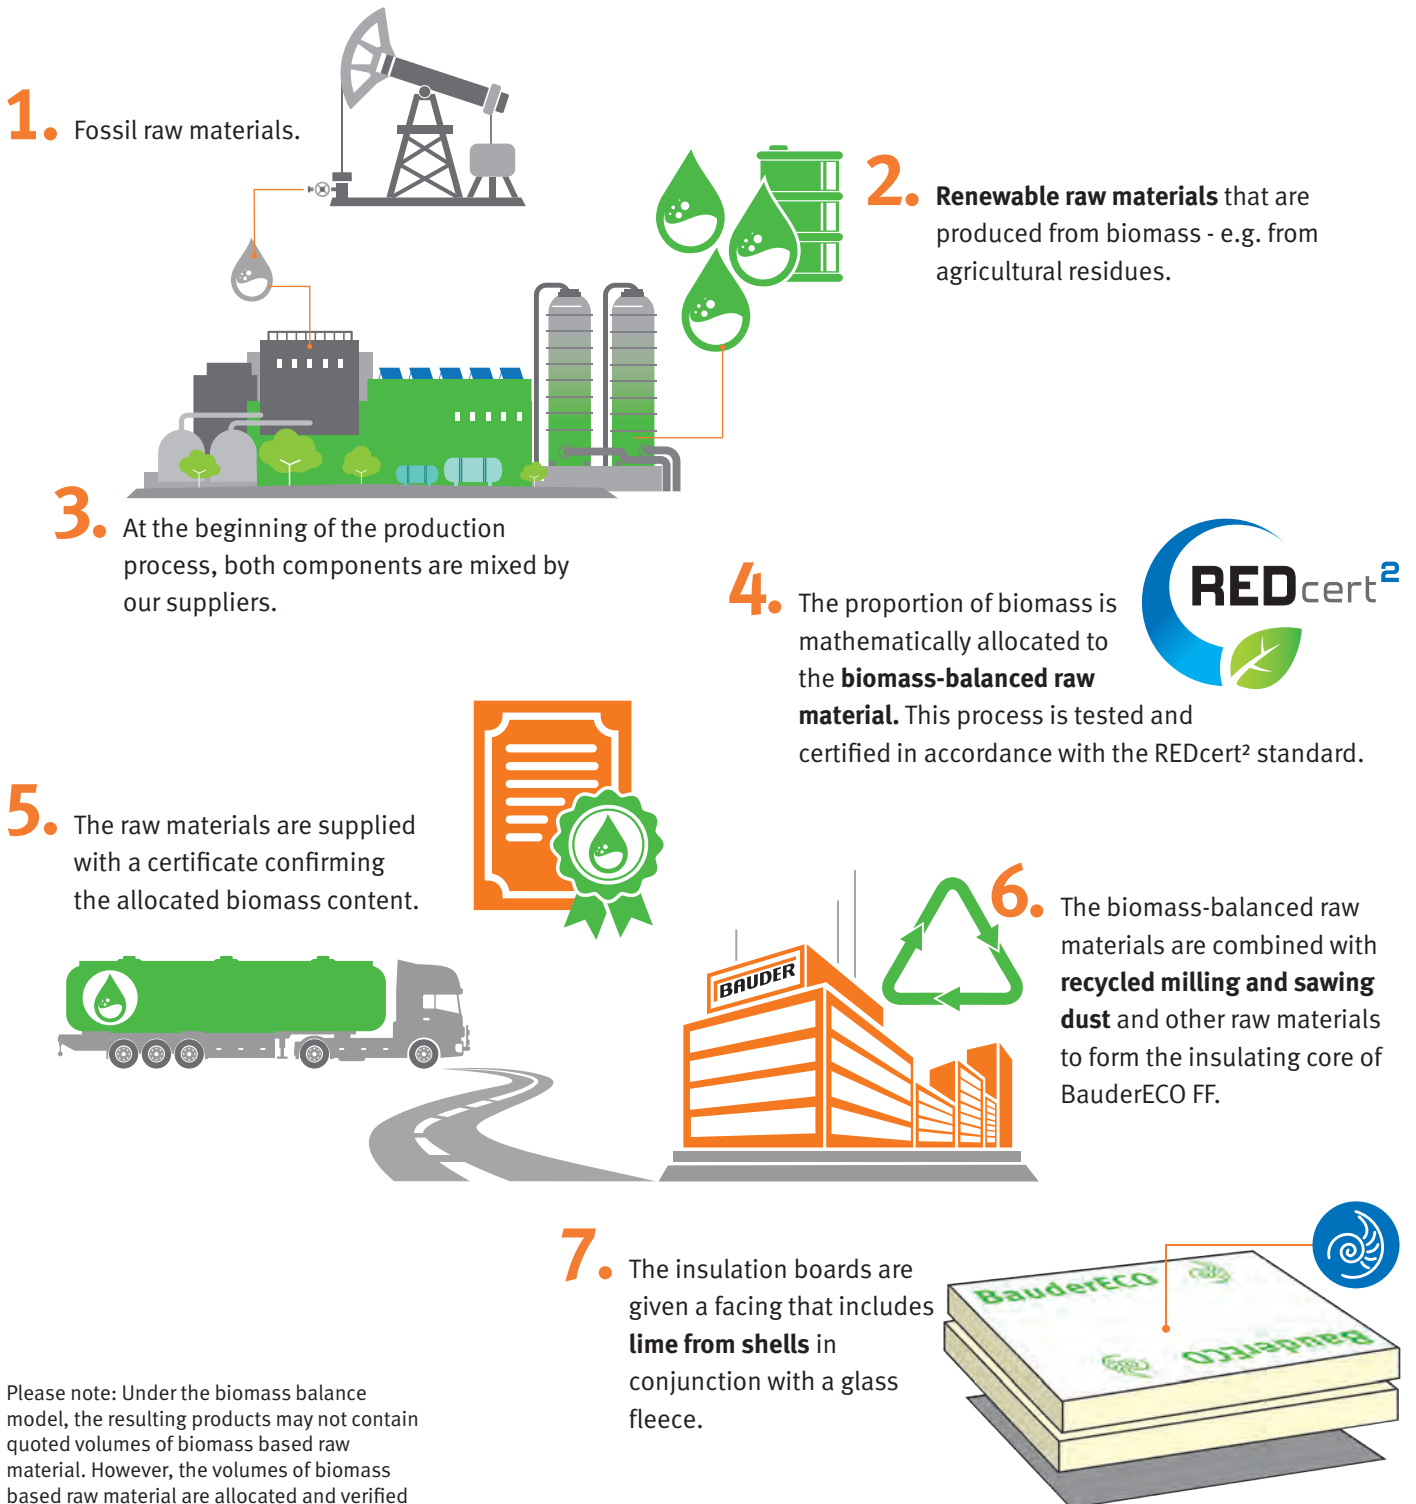 1. Fossil raw materials.
2. Renewable raw materials that are
produced from biomass - e.g. from
agricultural residues.
3. At the beginning of the production
process, both components are mixed by
our suppliers.
REDcert²
4. The proportion of biomass is
mathematically allocated to
the biomass-balanced raw
material. This process is tested and
certified in accordance with the REDcert² standard.
5. The raw materials are supplied
with a certificate confirming
the allocated biomass content.
BAUDER
6. The biomass-balanced raw
materials are combined with
recycled milling and sawing
dust and other raw materials
to form the insulating core of
BauderECO FF.
7. The insulation boards are
given a facing that includes
lime from shells in
conjunction with a glass
fleece.
BauderECO
BauderECO
Please note: Under the biomass balance
model, the resulting products may not contain
quoted volumes of biomass based raw
material. However, the volumes of biomass
based raw material are allocated and verified